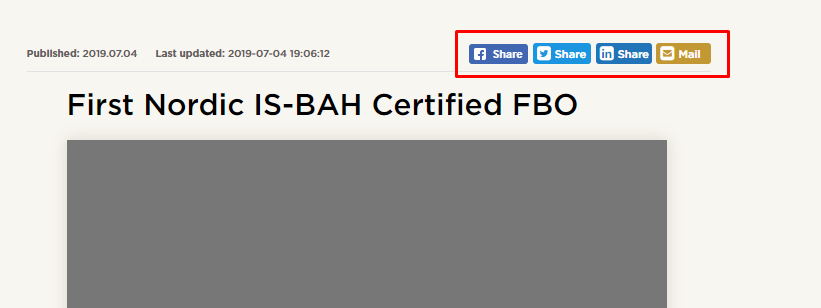 Published: 2019.07.04 Last updated: 2019-07-04 19:06:12 Share Share Share Mail
First Nordic IS-BAH Certified FBO